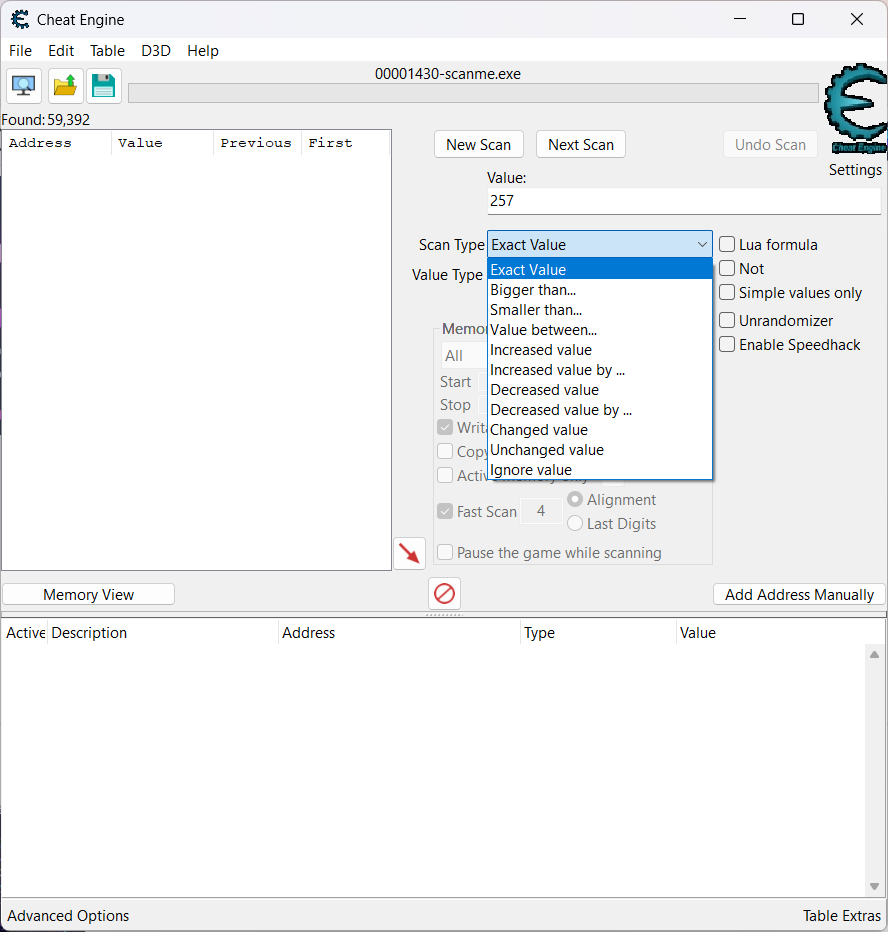 Cheat Engine
File Edit Table D3D Help
00001430-scanme.exe
Cheat Engine
Found: 59,392
Settings
Address Value Previous First
New Scan Next Scan Undo Scan
Value:
257
Scan Type Exact Value
Lua formula
Value Type
Exact Value
Not
Bigger than...
Simple values only
Smaller than...
Unrandomizer
Value between...
Enable Speedhack
Increased value
All
Increased value by ...
Start
Decreased value
Stop
Decreased value by ...
Changed value
Unchanged value
Ignore value
Fast Scan 4 Alignment
Last Digits
Pause the game while scanning
Memory View
Add Address Manually
Active Description Address Type Value
Advanced Options Table Extras